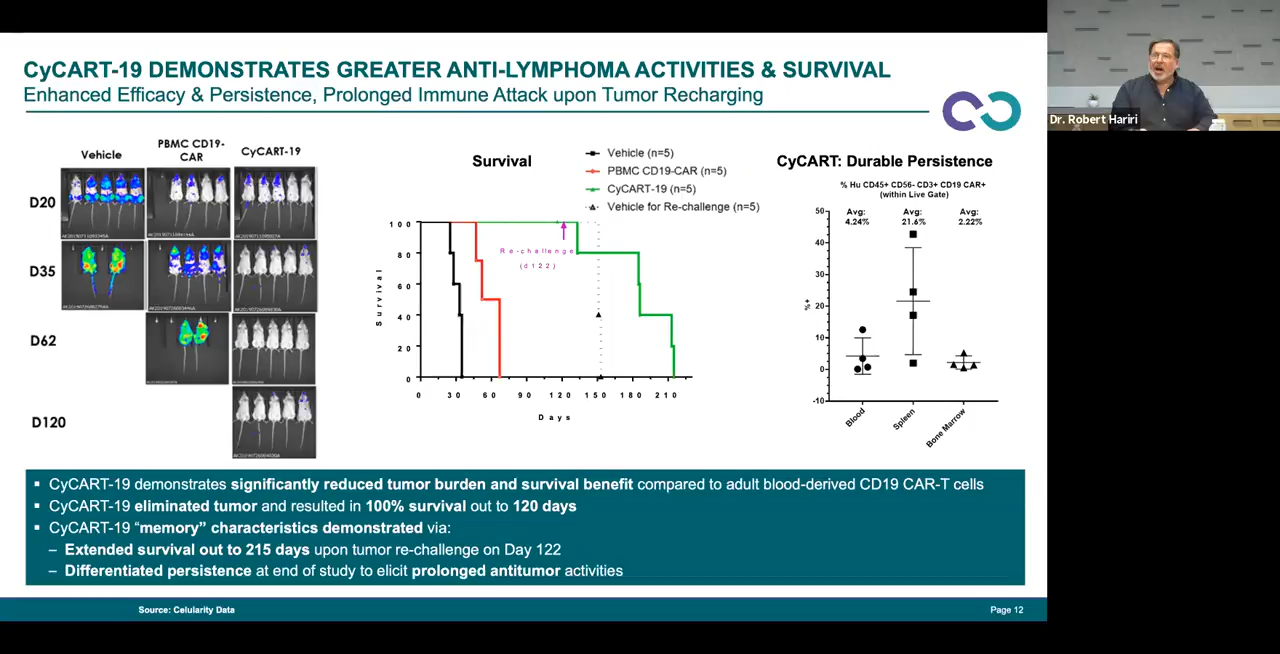 CyCART-19 DEMONSTRATES GREATER ANTI-LYMPHOMA ACTIVITIES & SURVIVAL
Enhanced Efficacy & Persistence, Prolonged Immune Attack upon Tumor Recharging
Dr. Robert Hariri
Vehicle
PBMC CD19-
CAR
CyCART-19
D20
D35
D62
D120
Survival
Vehicle (n=5)
PBMC CD19-CAR (n=5)
CyCART-19 (n=5)
Vehicle for Re-challenge (n=5)
Survival
100
80
60
40
20
0
Re-challenge
(d122)
0 30 60 90 120 150 180 210
Days
CyCART: Durable Persistence
% Hu CD45+ CD56- CD3+ CD19 CAR+
(within Live Gate)
Avg:
4.24%
Avg:
21.6%
Avg:
2.22%
%+
50
40
30
20
10
0
-10
Blood
Spleen
Bone Marrow
▪ CyCART-19 demonstrates significantly reduced tumor burden and survival benefit compared to adult blood-derived CD19 CAR-T cells
▪ CyCART-19 eliminated tumor and resulted in 100% survival out to 120 days
▪ CyCART-19 “memory” characteristics demonstrated via:
– Extended survival out to 215 days upon tumor re-challenge on Day 122
– Differentiated persistence at end of study to elicit prolonged antitumor activities
Source: Celularity Data
Page 12